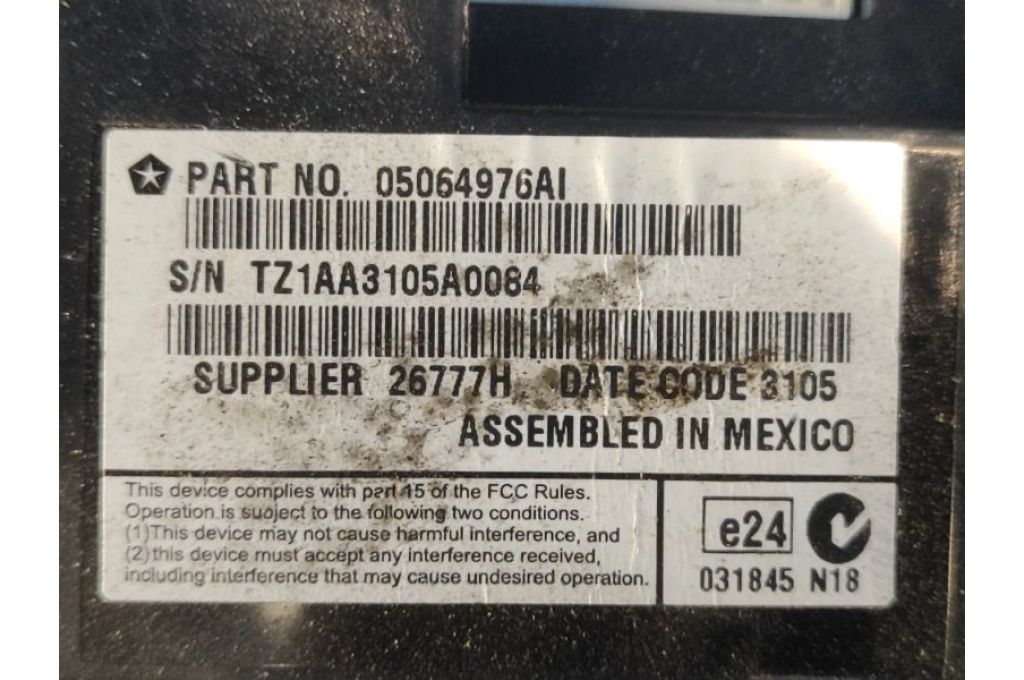 PART NO. 05064976AI
S/N TZ1AA3105A0084
SUPPLIER 26777H DATE CODE 3105
ASSEMBLED IN MEXICO
This device complies with part 15 of the FCC Rules.
Operation is suoject to the following two conditions.
(1)This device may not cause harmful interference, and
(2)this device must accept any interference received,
including interference that may cause undesired operation.
e24
031845 N18